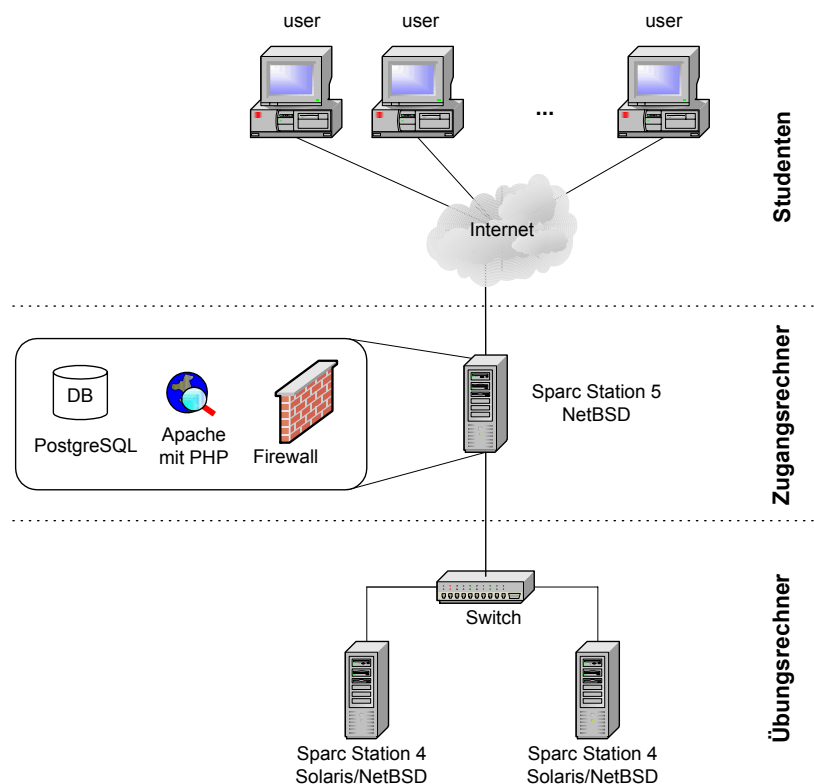 user
user
user
...
Internet
Studenten
DB
PostgreSQL
Apache
mit PHP
Firewall
Sparc Station 5
NetBSD
Zugangsrechner
Switch
Sparc Station 4
Solaris/NetBSD
Sparc Station 4
Solaris/NetBSD
Übungsrechner